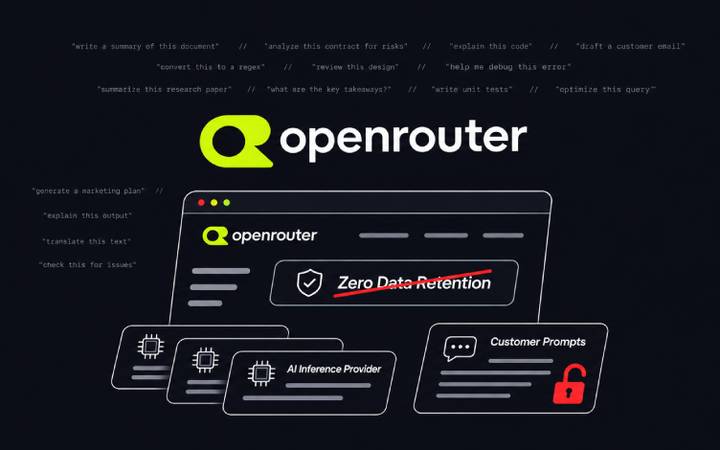 "write a summary of this document" // "analyze this contract for risks" // "explain this code" // "draft a customer email"
"convert this to a regex" // "review this design" // "help me debug this error"
"summarize this research paper" // "what are the key takeaways?" // "write unit tests" // "optimize this query"
openrouter
"generate a marketing plan" //
"explain this output"
"translate this text"
"check this for issues"
openrouter
Zero Data Retention
AI Inference Provider
Customer Prompts